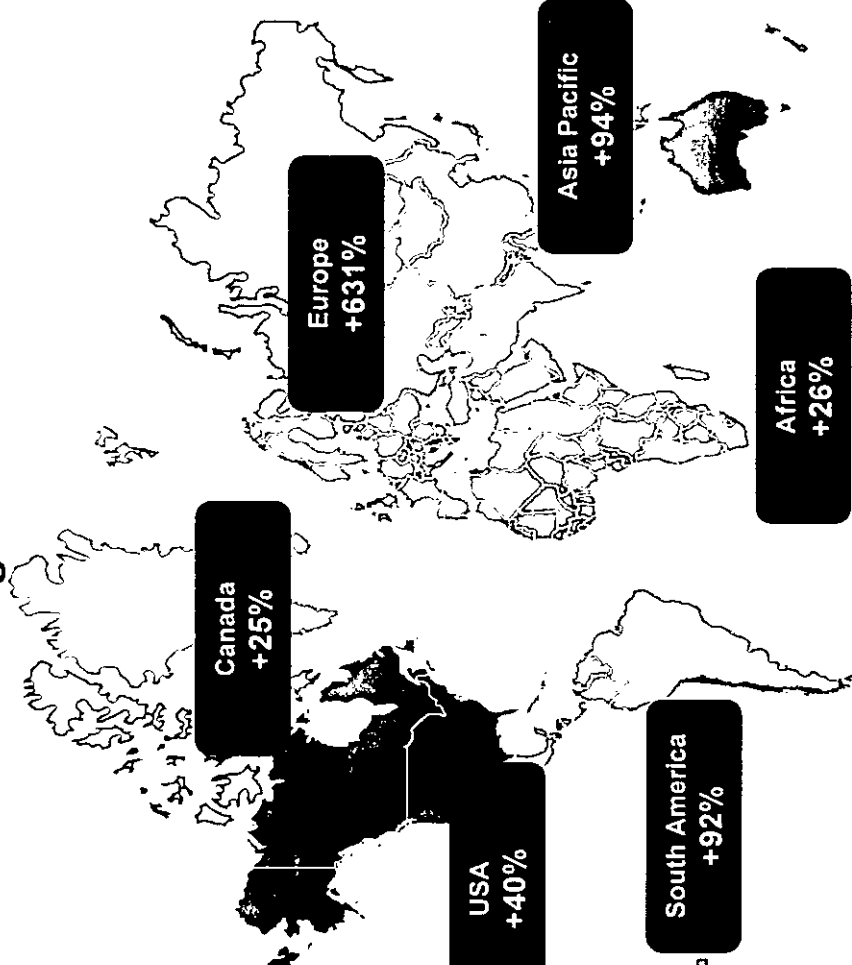 Canada
+25%
Europe
+631%
USA
+40%
Asia Pacific
+94%
South America
+92%
Africa
+26%